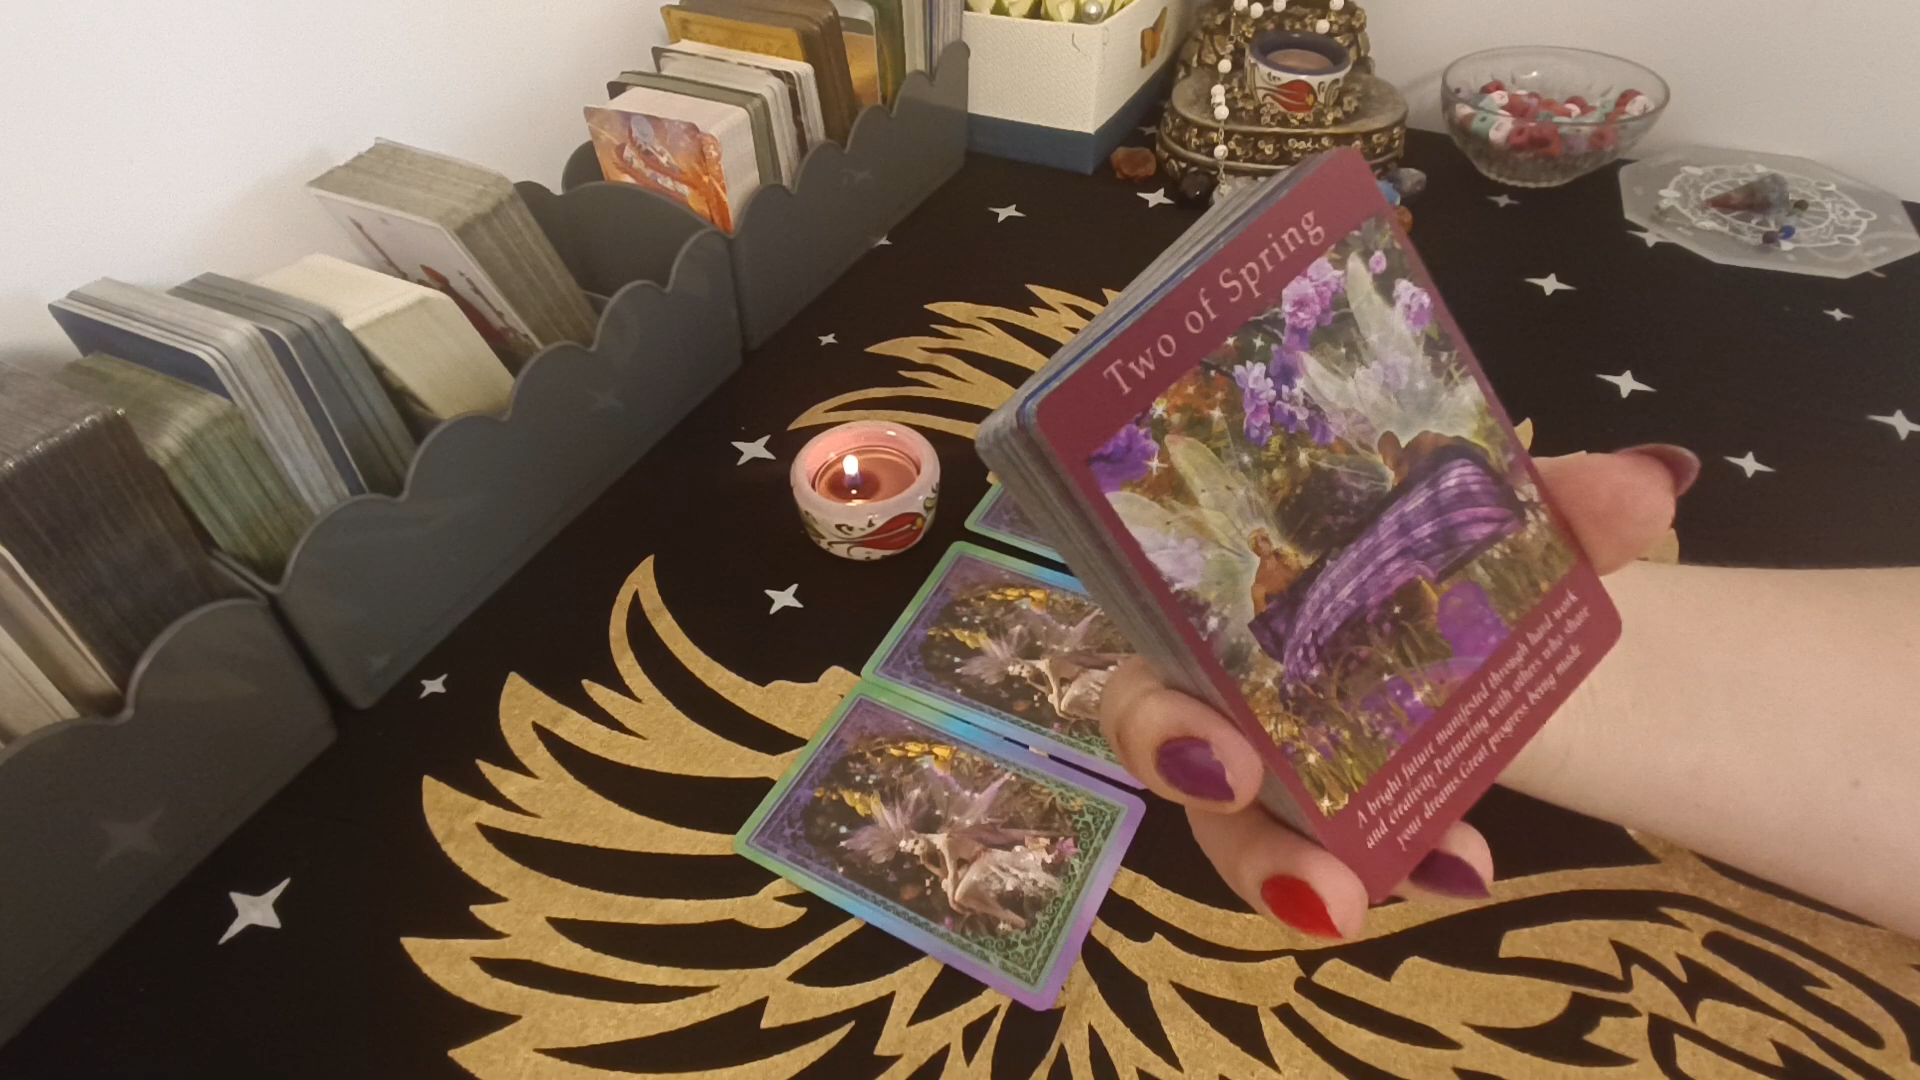 Two of Spring
A bright future manifested through hard work
and creativity. Partnering with others who share
your dreams. Great progress being made.